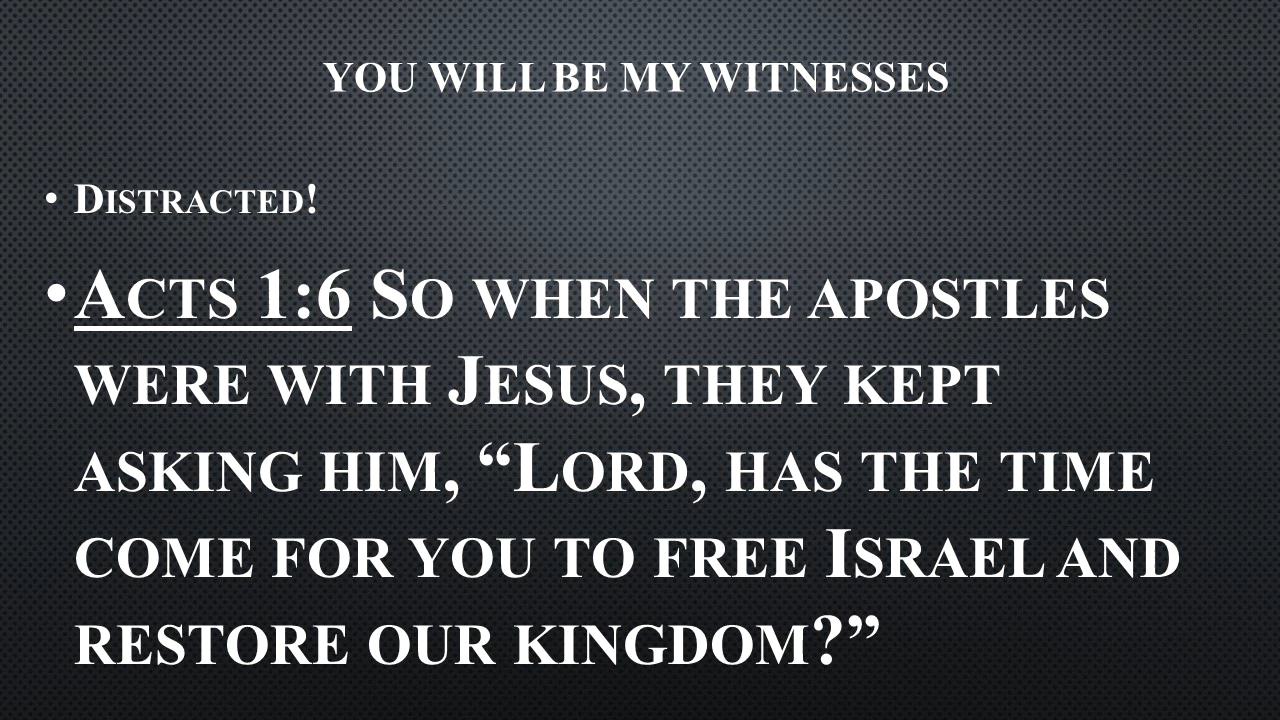 YOU WILL BE MY WITNESSES
• DISTRACTED!
• ACTS 1:6 SO WHEN THE APOSTLES
WERE WITH JESUS, THEY KEPT
ASKING HIM, “LORD, HAS THE TIME
COME FOR YOU TO FREE ISRAEL AND
RESTORE OUR KINGDOM?”